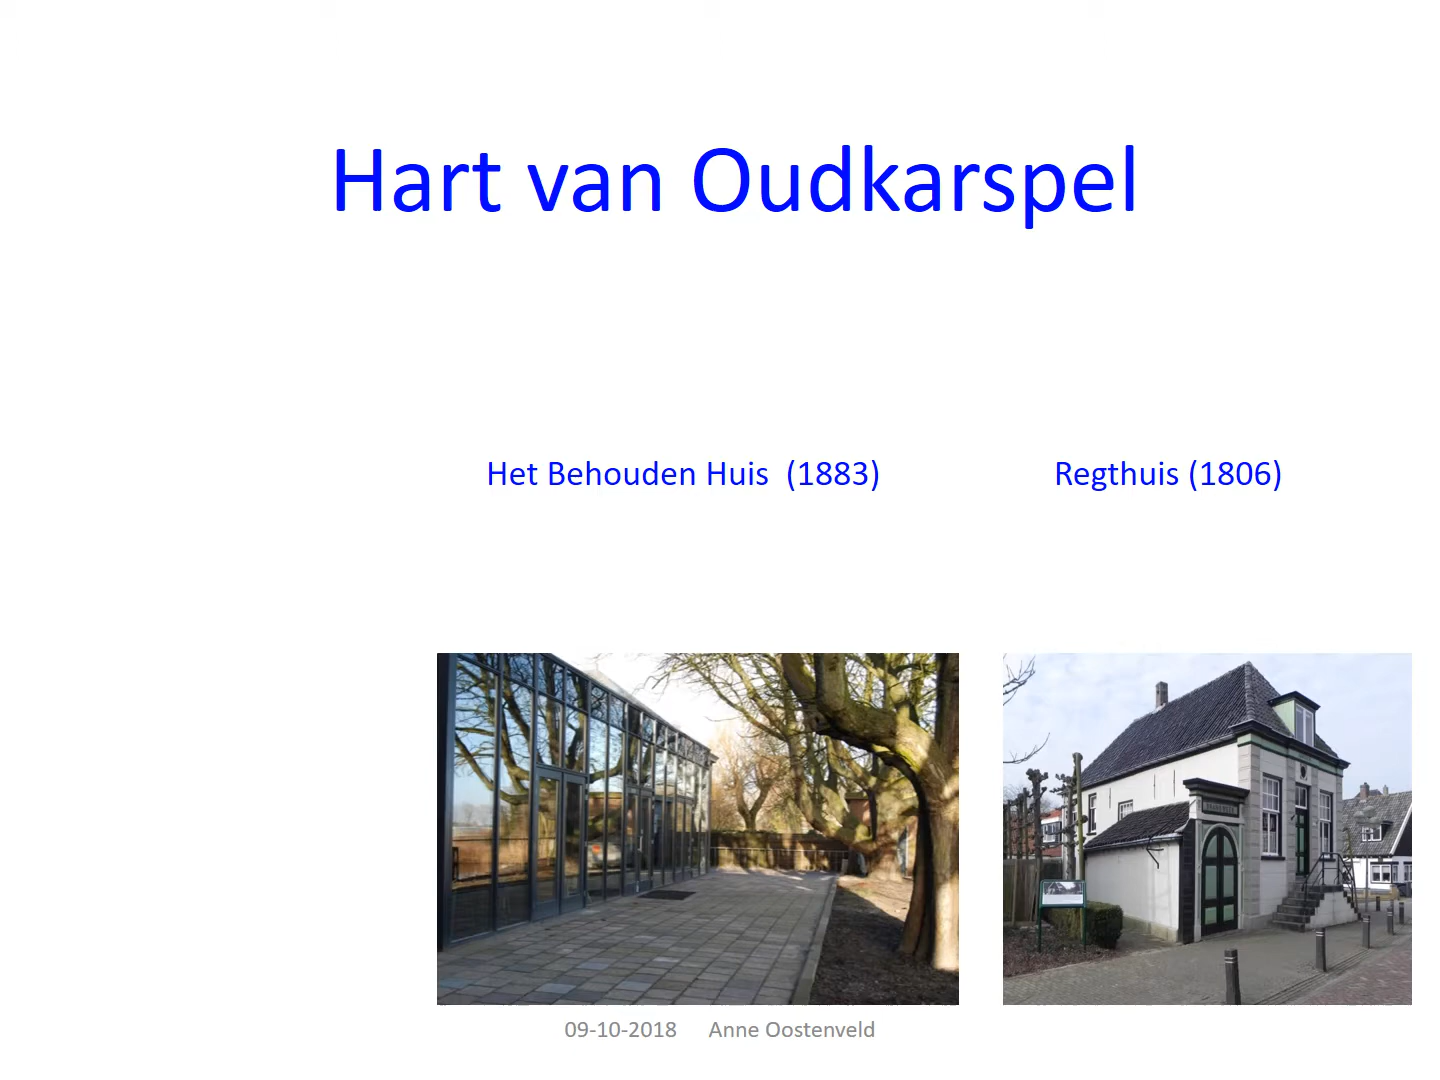 Hart van Oudkarspel
Het Behouden Huis (1883)
Regthuis (1806)
09-10-2018 Anne Oostenveld